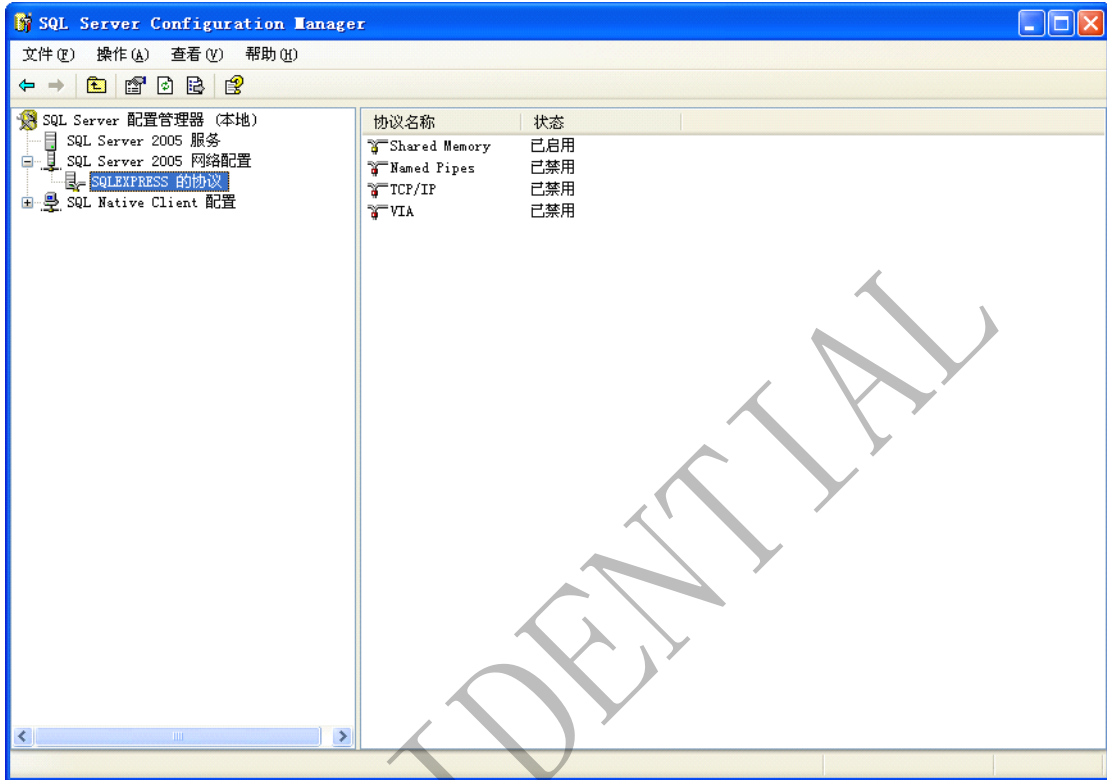 SQL Server Configuration Manager
文件(F) 操作(A) 查看(V) 帮助(H)
SQL Server 配置管理器 (本地)
SQL Server 2005 服务
SQL Server 2005 网络配置
SQLEXPRESS 的协议
SQL Native Client 配置
协议名称 状态
Shared Memory 已启用
Named Pipes 已禁用
TCP/IP 已禁用
VIA 已禁用
IDENTIAL